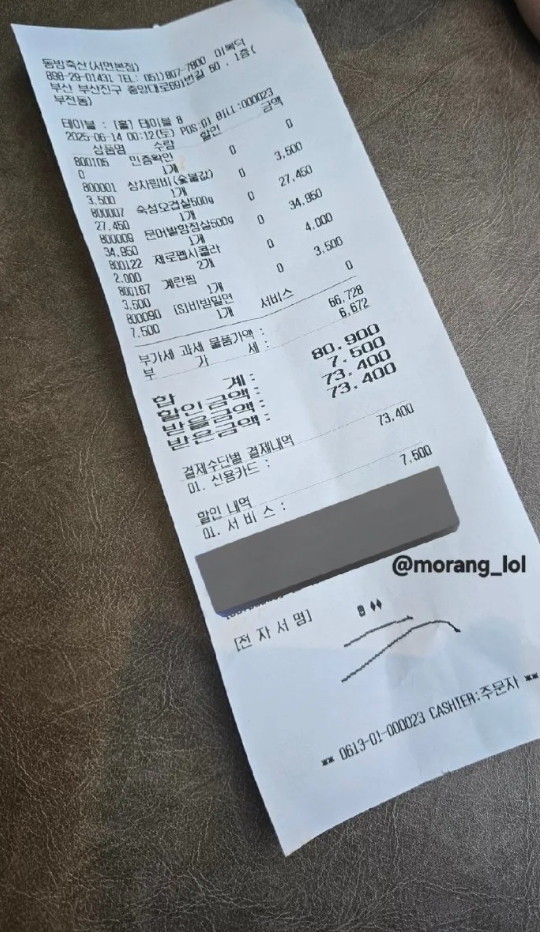 동방축산(서면본점)
898-29-01431 TEL: 051)807-7800 이복덕
부산 부산진구 중앙대로691번길 60 , 1층(
부전동)
테이블 : [홀] 테이블 8
2025-06-14 00:12(토) POS:01 BILL:000023
상품명 수량 할인 금액
800105 민증확인
0 1개 0 0
800001 상차림비(숯불값)
3,500 1개 0 3,500
800007 숙성오겹살500g
27,450 1개 0 27,450
800009 문어발항정살500g
34,950 1개 0 34,950
800122 제로펩시콜라
2,000 2개 0 4,000
800167 계란찜
3,500 1개 0 3,500
800090 (S)비빔밀면
7,500 1개 서비스 0
부가세 과세 물품가액 : 66,728
부 가 세 : 6,672
합 계 : 80,900
할인금액 : 7,500
받을금액 : 73,400
받은금액 : 73,400
결제수단별 결제내역
01. 신용카드 : 73,400
할인 내역
01. 서 비 스 : 7,500
@morang_lol
[전 자 서 명]
** 0613-01-000023 CASHIER:주문자 **